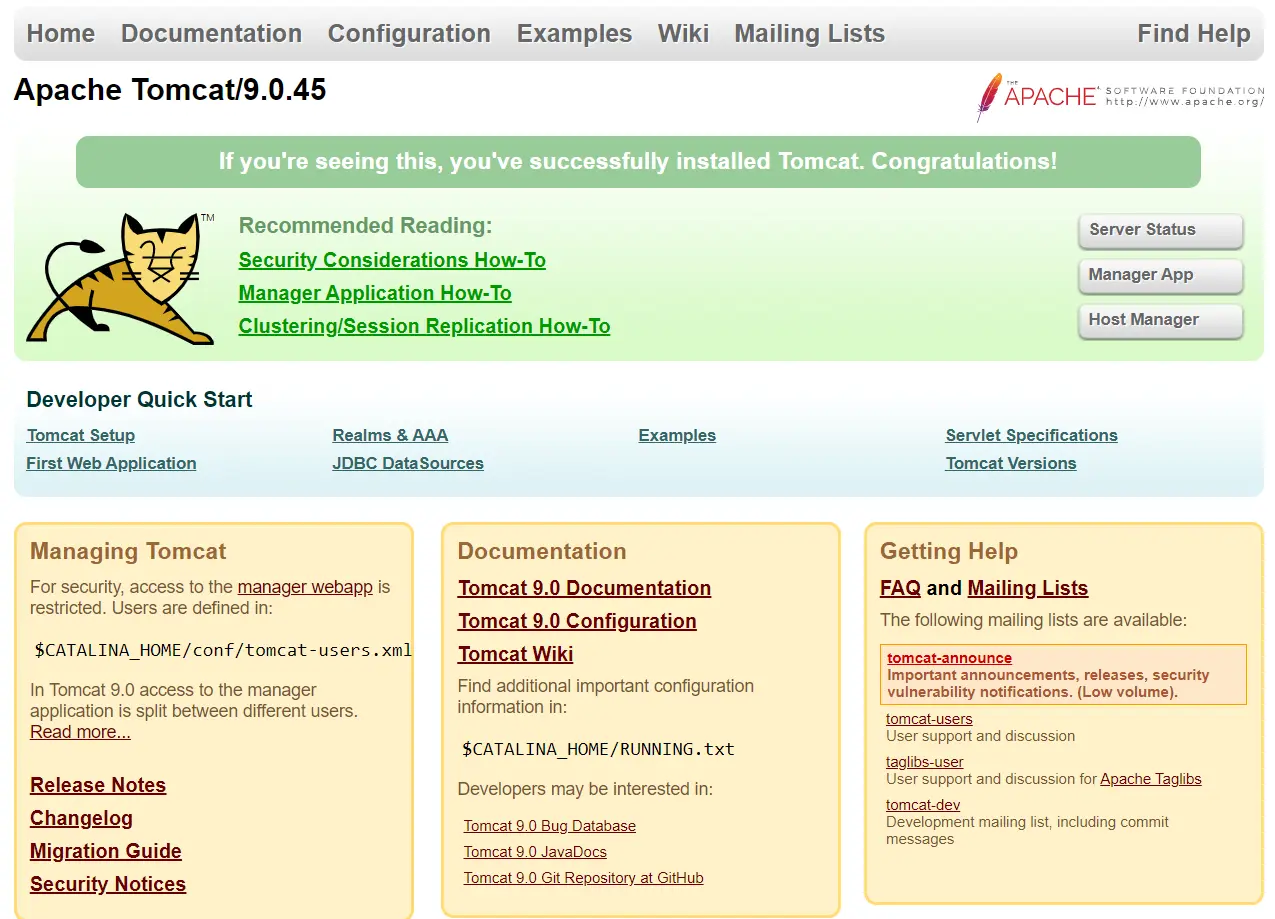 Home Documentation Configuration Examples Wiki Mailing Lists Find Help
Apache Tomcat/9.0.45
THE
APACHE SOFTWARE FOUNDATION
http://www.apache.org/
If you're seeing this, you've successfully installed Tomcat. Congratulations!
TM
Recommended Reading:
Security Considerations How-To
Manager Application How-To
Clustering/Session Replication How-To
Server Status
Manager App
Host Manager
Developer Quick Start
Tomcat Setup
First Web Application
Realms & AAA
JDBC DataSources
Examples
Servlet Specifications
Tomcat Versions
Managing Tomcat
For security, access to the manager webapp is
restricted. Users are defined in:
$CATALINA_HOME/conf/tomcat-users.xml
In Tomcat 9.0 access to the manager
application is split between different users.
Read more...
Release Notes
Changelog
Migration Guide
Security Notices
Documentation
Tomcat 9.0 Documentation
Tomcat 9.0 Configuration
Tomcat Wiki
Find additional important configuration
information in:
$CATALINA_HOME/RUNNING.txt
Developers may be interested in:
Tomcat 9.0 Bug Database
Tomcat 9.0 JavaDocs
Tomcat 9.0 Git Repository at GitHub
Getting Help
FAQ and Mailing Lists
The following mailing lists are available:
tomcat-announce
Important announcements, releases, security
vulnerability notifications. (Low volume).
tomcat-users
User support and discussion
taglibs-user
User support and discussion for Apache Taglibs
tomcat-dev
Development mailing list, including commit
messages